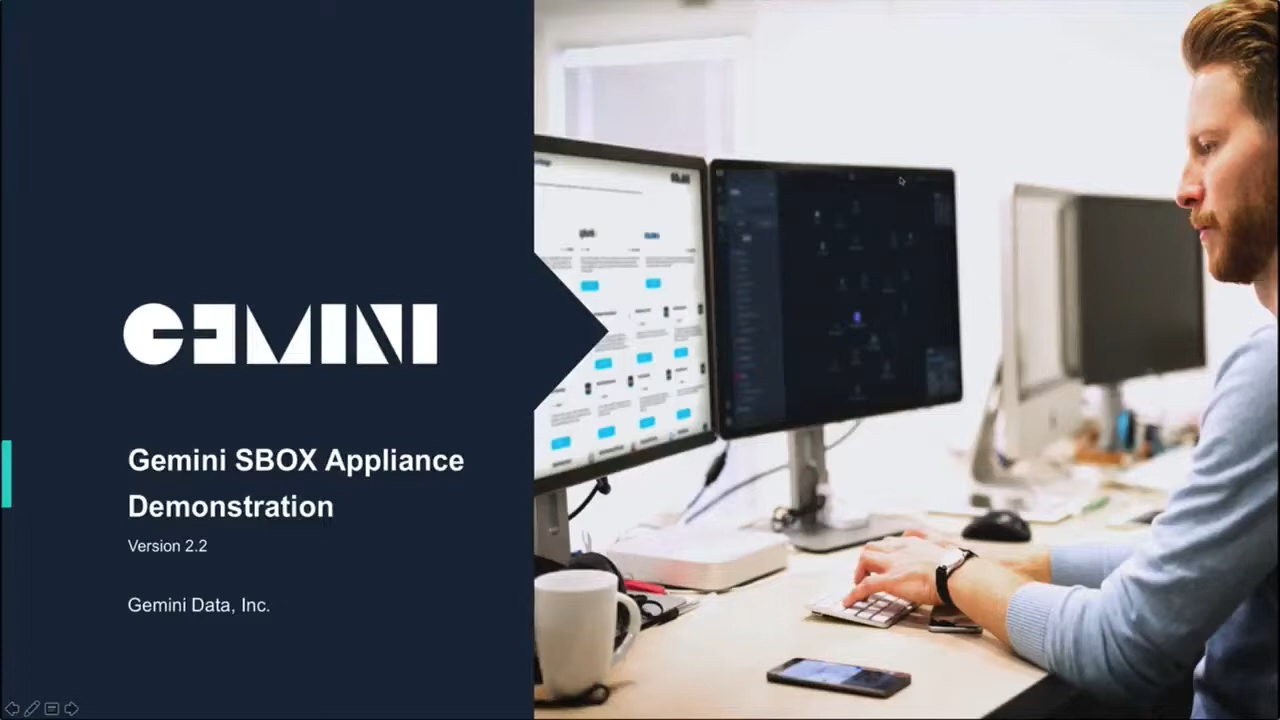 GEMINI
Gemini SBOX Appliance
Demonstration
Version 2.2
Gemini Data, Inc.